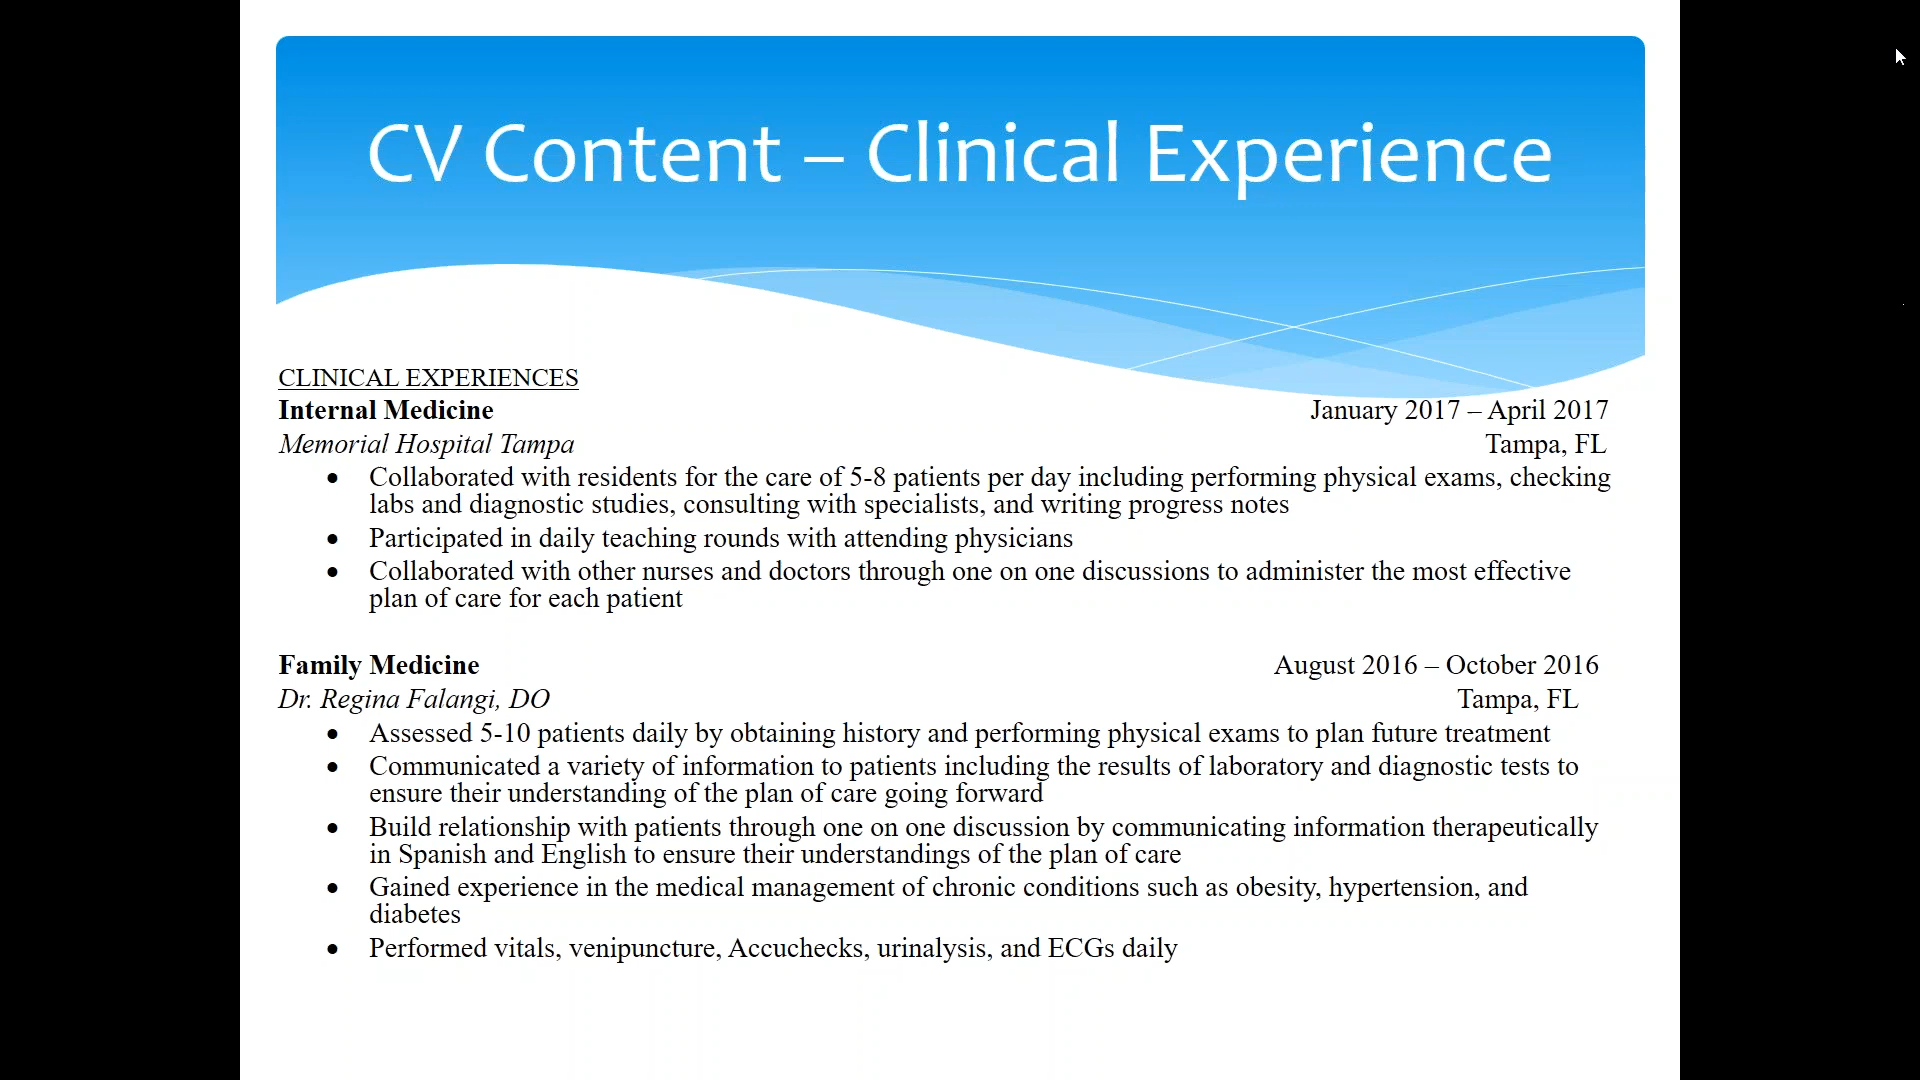 CV Content – Clinical Experience
CLINICAL EXPERIENCES
Internal Medicine January 2017 – April 2017
Memorial Hospital Tampa Tampa, FL
• Collaborated with residents for the care of 5-8 patients per day including performing physical exams, checking
labs and diagnostic studies, consulting with specialists, and writing progress notes
• Participated in daily teaching rounds with attending physicians
• Collaborated with other nurses and doctors through one on one discussions to administer the most effective
plan of care for each patient
Family Medicine August 2016 – October 2016
Dr. Regina Falangi, DO Tampa, FL
• Assessed 5-10 patients daily by obtaining history and performing physical exams to plan future treatment
• Communicated a variety of information to patients including the results of laboratory and diagnostic tests to
ensure their understanding of the plan of care going forward
• Build relationship with patients through one on one discussion by communicating information therapeutically
in Spanish and English to ensure their understandings of the plan of care
• Gained experience in the medical management of chronic conditions such as obesity, hypertension, and
diabetes
• Performed vitals, venipuncture, Accuchecks, urinalysis, and ECGs daily